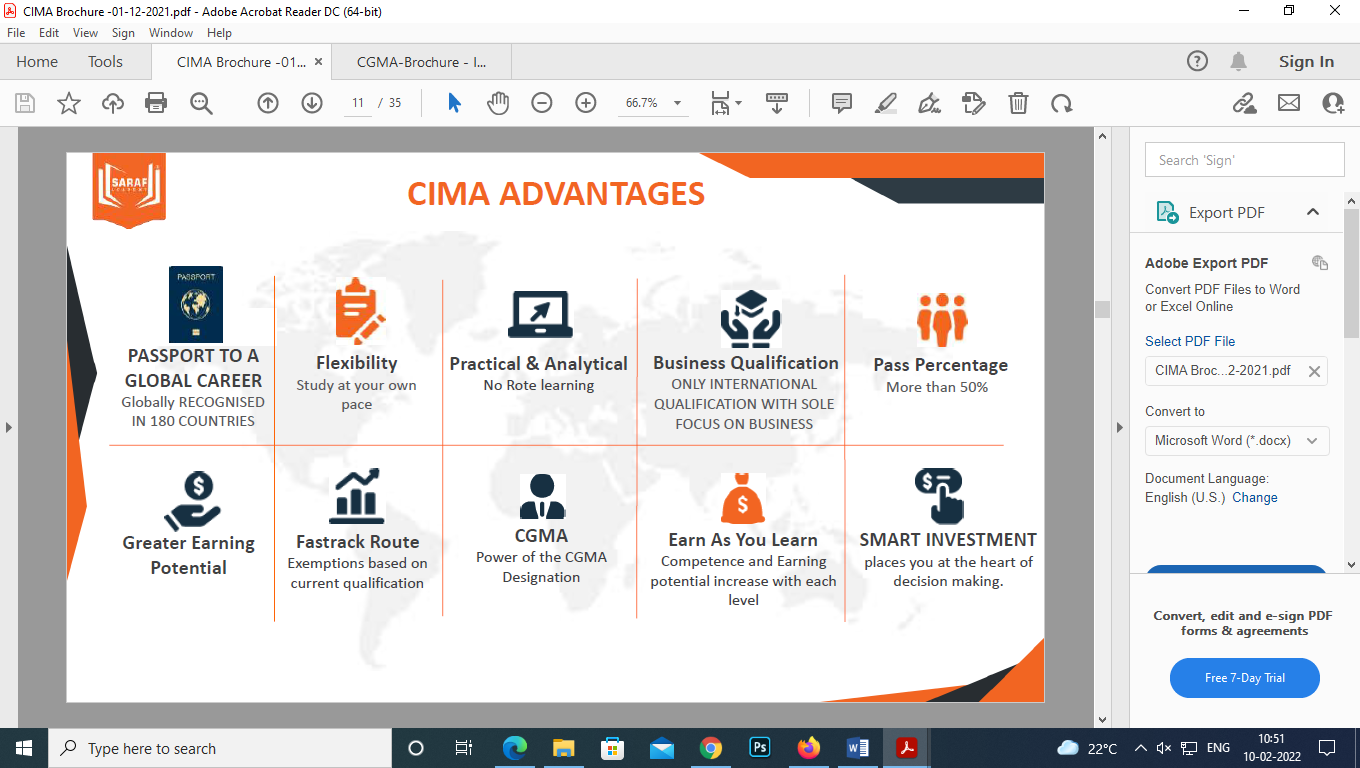 CIMA Brochure -01-12-2021.pdf - Adobe Acrobat Reader DC (64-bit)
File Edit View Sign Window Help
Home Tools CIMA Brochure -01... × CGMA-Brochure - I... Sign In
11 / 35 66.7%
SARAF
CIMA ADVANTAGES
PASSPORT
PASSPORT TO A
GLOBAL CAREER
Globally RECOGNISED
IN 180 COUNTRIES
Flexibility
Study at your own
pace
Practical & Analytical
No Rote learning
Business Qualification
ONLY INTERNATIONAL
QUALIFICATION WITH SOLE
FOCUS ON BUSINESS
Pass Percentage
More than 50%
Greater Earning
Potential
Fastrack Route
Exemptions based on
current qualification
CGMA
Power of the CGMA
Designation
Earn As You Learn
Competence and Earning
potential increase with each
level
SMART INVESTMENT
places you at the heart of
decision making.
Search 'Sign'
Export PDF
Adobe Export PDF
Convert PDF Files to Word
or Excel Online
Select PDF File
CIMA Broc...2-2021.pdf
Convert to
Microsoft Word (*.docx)
Document Language:
English (U.S.) Change
Convert, edit and e-sign PDF
forms & agreements
Free 7-Day Trial
Type here to search
Ps
22°C
ENG
10:51
10-02-2022